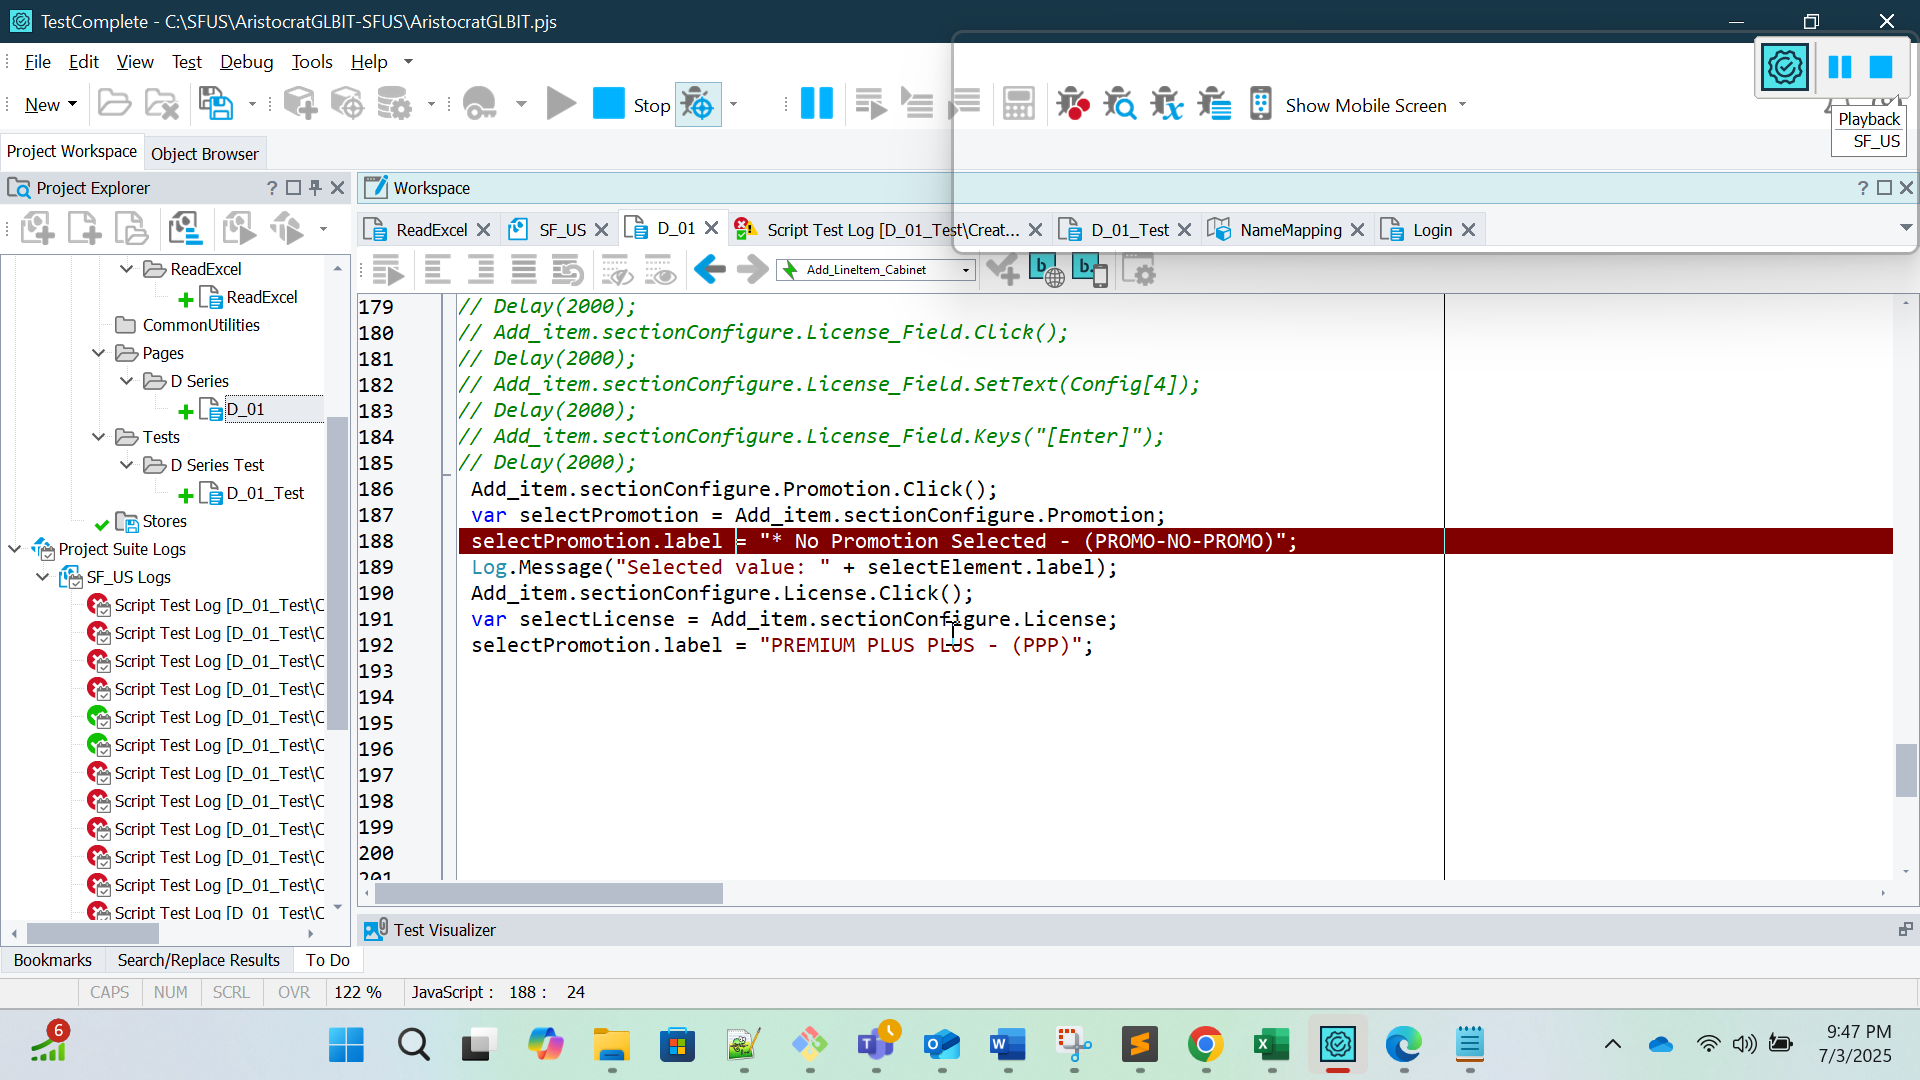 TestComplete - C:\SFUS\AristocratGLBIT-SFUS\AristocratGLBIT.pjs
File Edit View Test Debug Tools Help
New Stop Show Mobile Screen
Playback
SF_US
Project Workspace Object Browser
Project Explorer ?
Workspace ?
ReadExcel SF_US D_01 Script Test Log [D_01_Test\Creat... D_01_Test NameMapping Login
Add_LineItem_Cabinet
ReadExcel
ReadExcel
CommonUtilities
Pages
D Series
D_01
Tests
D Series Test
D_01_Test
Stores
Project Suite Logs
SF_US Logs
Script Test Log [D_01_Test\C
Script Test Log [D_01_Test\C
Script Test Log [D_01_Test\C
Script Test Log [D_01_Test\C
Script Test Log [D_01_Test\C
Script Test Log [D_01_Test\C
Script Test Log [D_01_Test\C
Script Test Log [D_01_Test\C
Script Test Log [D_01_Test\C
Script Test Log [D_01_Test\C
Script Test Log [D_01_Test\C
Script Test Log [D_01_Test\C
179 // Delay(2000);
180 // Add_item.sectionConfigure.License_Field.Click();
181 // Delay(2000);
182 // Add_item.sectionConfigure.License_Field.SetText(Config[4]);
183 // Delay(2000);
184 // Add_item.sectionConfigure.License_Field.Keys("[Enter]");
185 // Delay(2000);
186 Add_item.sectionConfigure.Promotion.Click();
187 var selectPromotion = Add_item.sectionConfigure.Promotion;
188 selectPromotion.label = "* No Promotion Selected - (PROMO-NO-PROMO)";
189 Log.Message("Selected value: " + selectElement.label);
190 Add_item.sectionConfigure.License.Click();
191 var selectLicense = Add_item.sectionConfigure.License;
192 selectPromotion.label = "PREMIUM PLUS PLUS - (PPP)";
193
194
195
196
197
198
199
200
201
Test Visualizer
Bookmarks Search/Replace Results To Do
CAPS NUM SCRL OVR 122 % JavaScript : 188 : 24
6
9:47 PM
7/3/2025